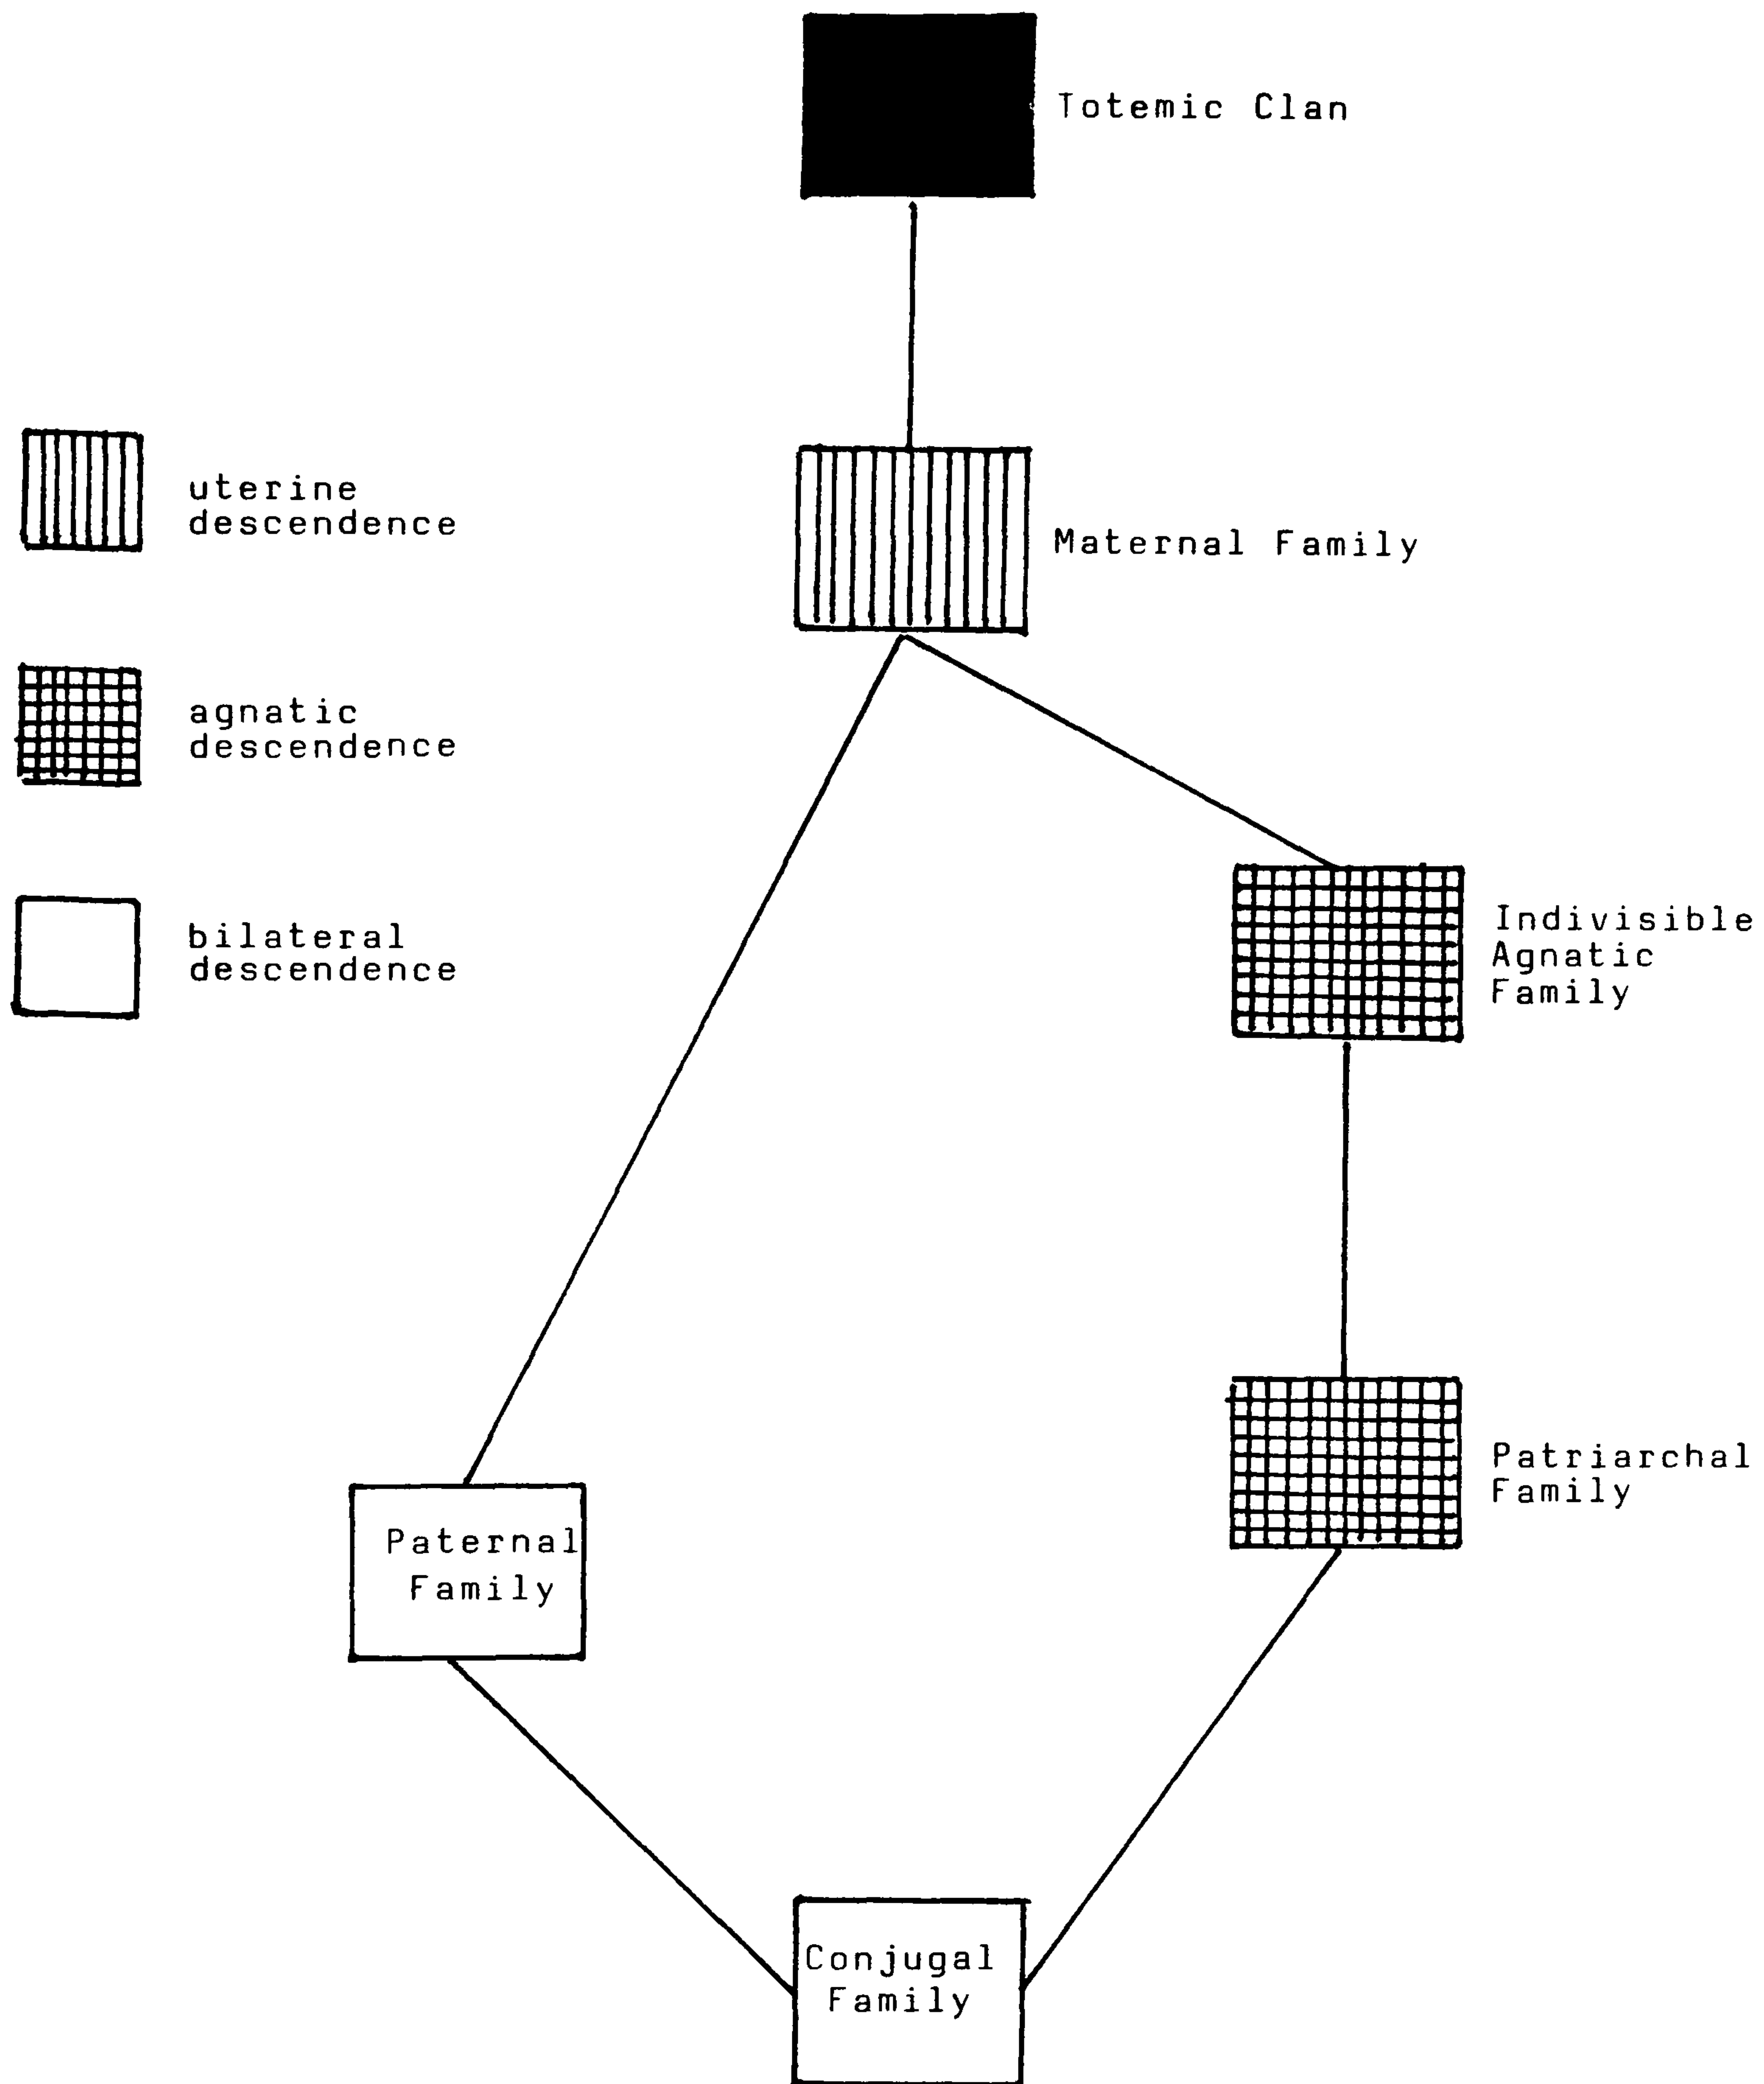 Totemic Clan
uterine
descendence
Maternal Family
agnatic
descendence
bilateral
descendence
Indivisible
Agnatic
Family
Patriarchal
Family
Paternal
Family
Conjugal
Family